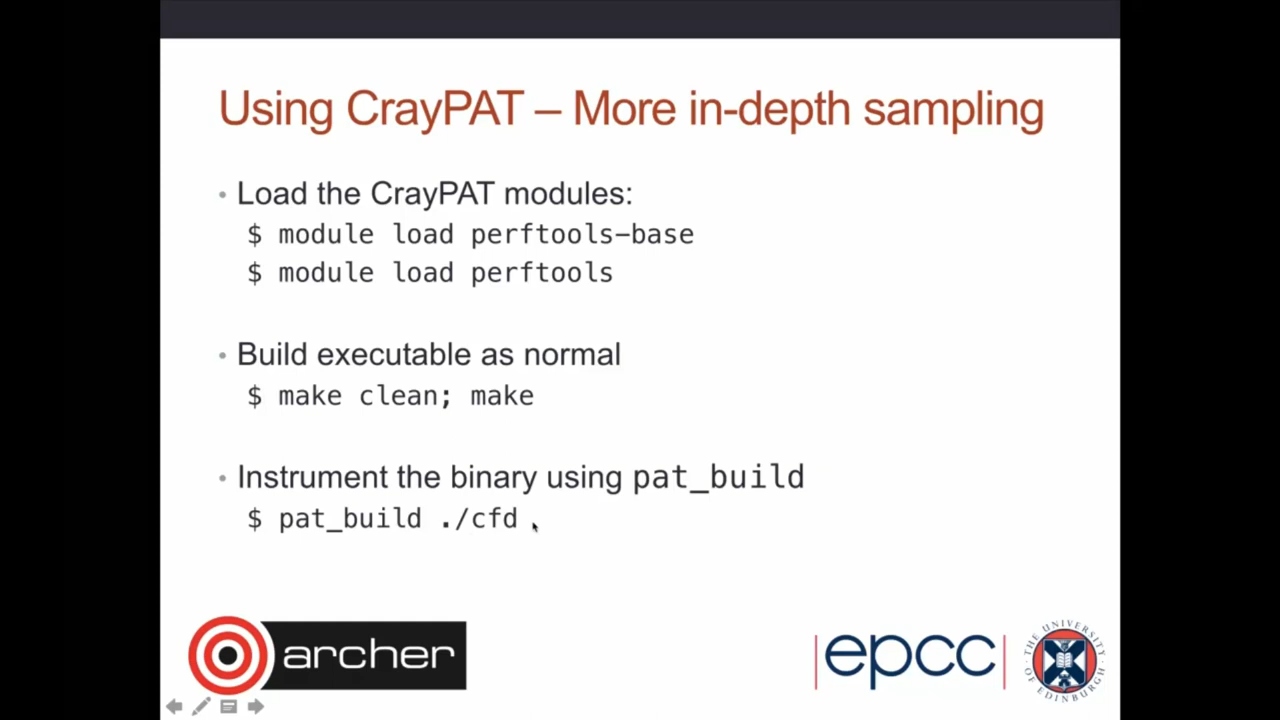 Using CrayPAT – More in-depth sampling
• Load the CrayPAT modules:
$ module load perftools-base
$ module load perftools
• Build executable as normal
$ make clean; make
• Instrument the binary using pat_build
$ pat_build ./cfd
archer
epcc
THE UNIVERSITY OF EDINBURGH